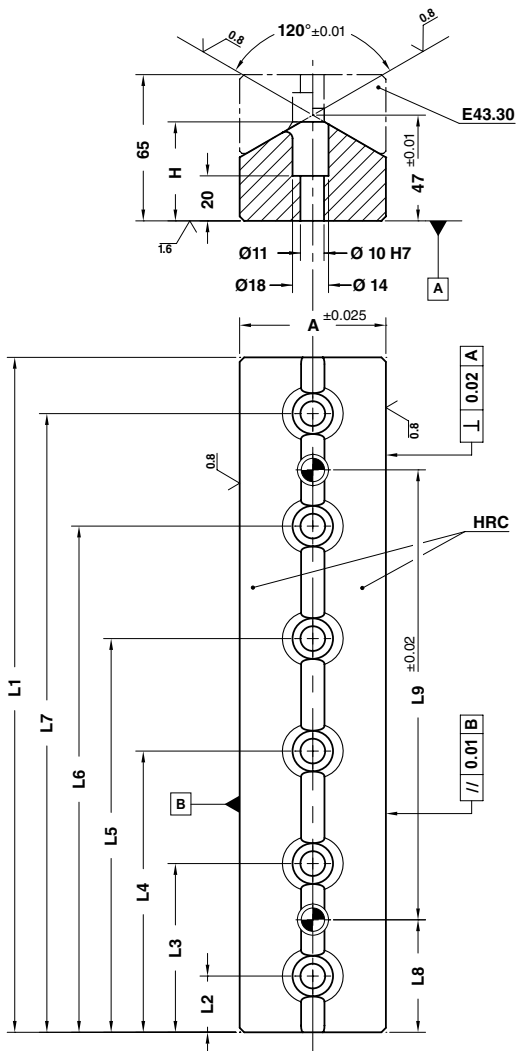 0.8
120°±0.01
0.8
E43.30
65
H
20
47 ±0.01
1.6
Ø11
Ø 10 H7
Ø18
Ø 14
A
A ±0.025
⊥ 0.02 A
0.8
0.8
HRC
L1
L7
L6
L5
L4
L3
L2
L9 ±0.02
L8
B
// 0.01 B